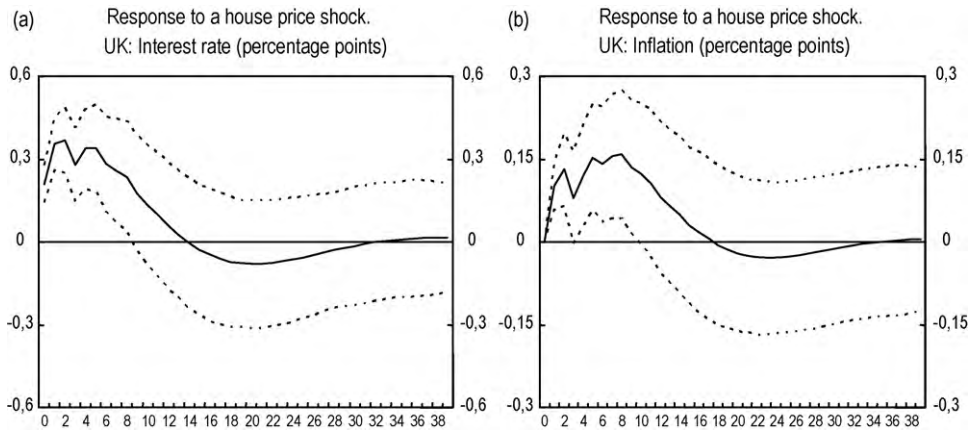 (a) Response to a house price shock.
UK: Interest rate (percentage points)
0,6 0,6
0,3 0,3
0 0
-0,3 -0,3
-0,6 -0,6
0 2 4 6 8 10 12 14 16 18 20 22 24 26 28 30 32 34 36 38
(b) Response to a house price shock.
UK: Inflation (percentage points)
0,3 0,3
0,15 0,15
0 0
-0,15 -0,15
-0,3 -0,3
0 2 4 6 8 10 12 14 16 18 20 22 24 26 28 30 32 34 36 38